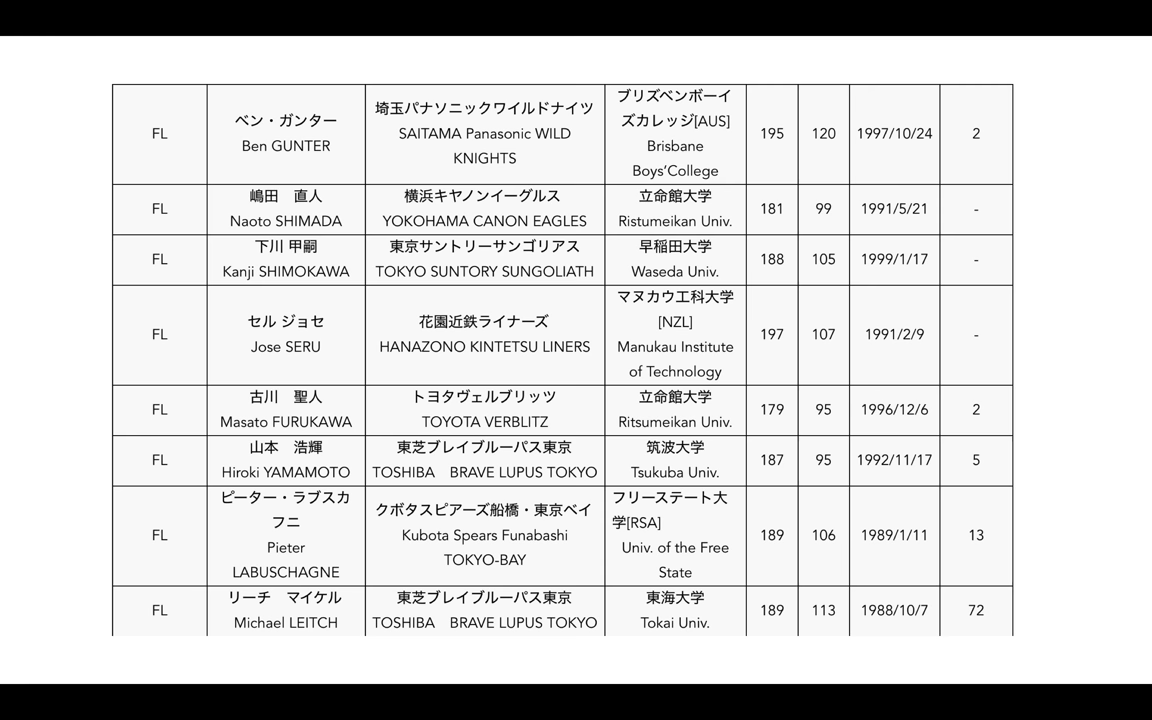 FL
ベン・ガンター
Ben GUNTER
埼玉パナソニックワイルドナイツ
SAITAMA Panasonic WILD
KNIGHTS
ブリズベンボーイ
ズカレッジ[AUS]
Brisbane
Boys’College
195
120
1997/10/24
2
FL
嶋田　直人
Naoto SHIMADA
横浜キヤノンイーグルス
YOKOHAMA CANON EAGLES
立命館大学
Ristumeikan Univ.
181
99
1991/5/21
-
FL
下川 甲嗣
Kanji SHIMOKAWA
東京サントリーサンゴリアス
TOKYO SUNTORY SUNGOLIATH
早稲田大学
Waseda Univ.
188
105
1999/1/17
-
FL
セル ジョセ
Jose SERU
花園近鉄ライナーズ
HANAZONO KINTETSU LINERS
マヌカウ工科大学
[NZL]
Manukau Institute
of Technology
197
107
1991/2/9
-
FL
古川　聖人
Masato FURUKAWA
トヨタヴェルブリッツ
TOYOTA VERBLITZ
立命館大学
Ritsumeikan Univ.
179
95
1996/12/6
2
FL
山本　浩輝
Hiroki YAMAMOTO
東芝ブレイブルーパス東京
TOSHIBA　BRAVE LUPUS TOKYO
筑波大学
Tsukuba Univ.
187
95
1992/11/17
5
FL
ピーター・ラブスカ
フニ
Pieter
LABUSCHAGNE
クボタスピアーズ船橋・東京ベイ
Kubota Spears Funabashi
TOKYO-BAY
フリーステート大
学[RSA]
Univ. of the Free
State
189
106
1989/1/11
13
FL
リーチ　マイケル
Michael LEITCH
東芝ブレイブルーパス東京
TOSHIBA　BRAVE LUPUS TOKYO
東海大学
Tokai Univ.
189
113
1988/10/7
72